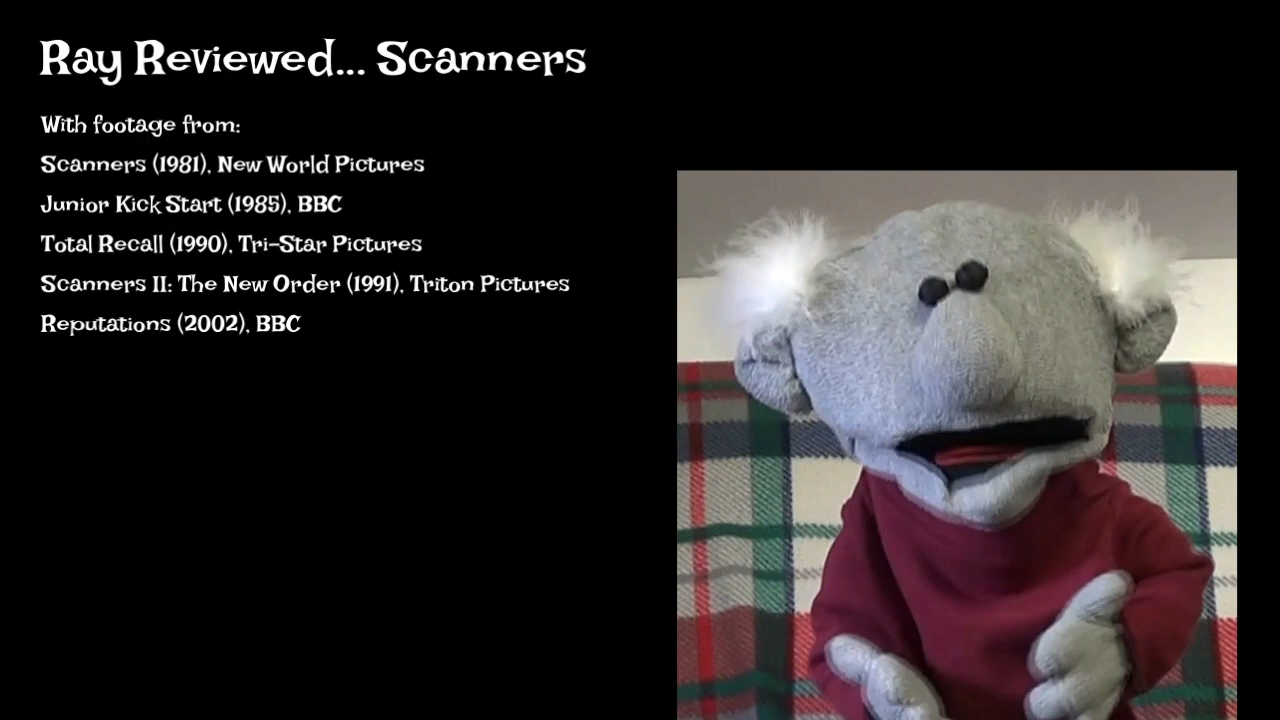 Ray Reviewed... Scanners
With footage from:
Scanners (1981), New World Pictures
Junior Kick Start (1985), BBC
Total Recall (1990), Tri-Star Pictures
Scanners II: The New Order (1991), Triton Pictures
Reputations (2002), BBC